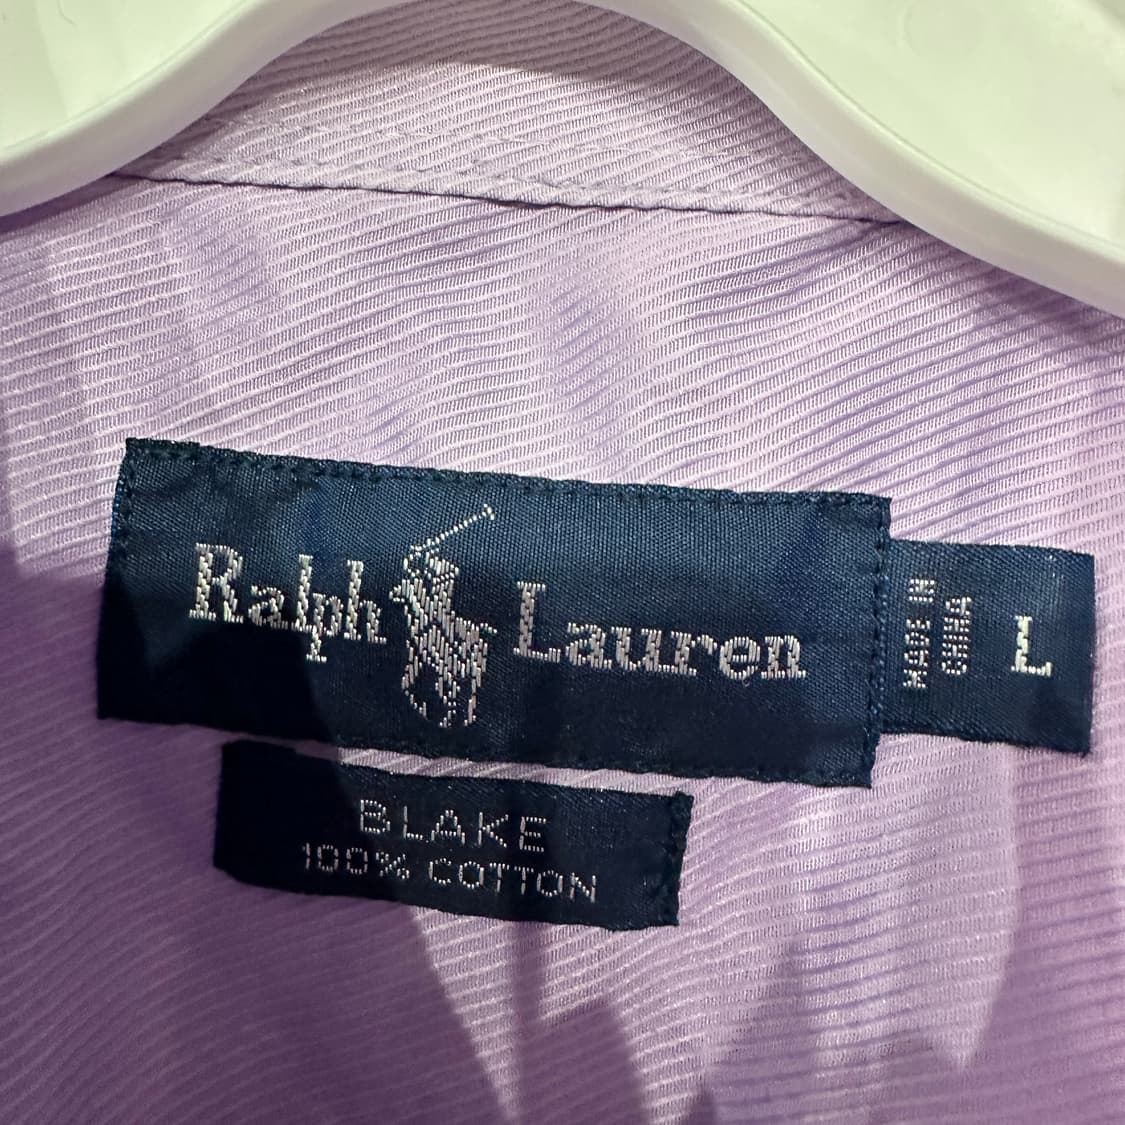 Ralph Lauren
MADE IN
CHINA
L
BLAKE
100% COTTON